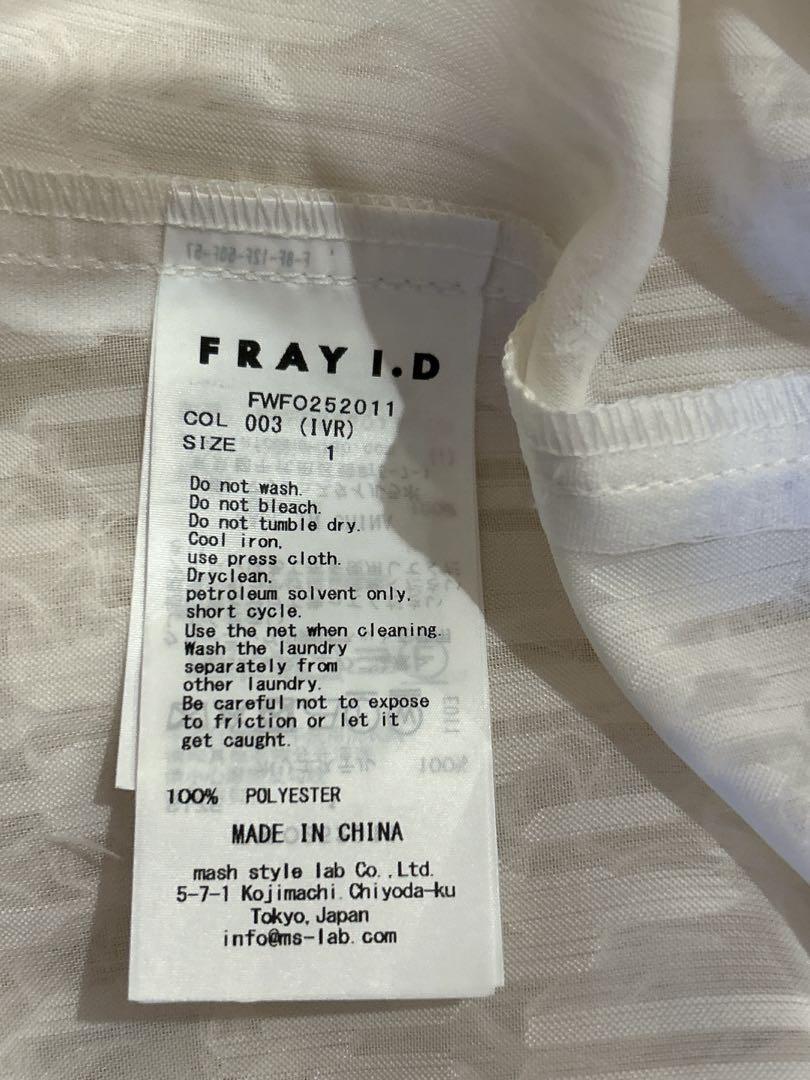 FRAY I.D
FWFO252011
COL 003 (IVR)
SIZE 1
Do not wash.
Do not bleach.
Do not tumble dry.
Cool iron,
use press cloth.
Dryclean,
petroleum solvent only,
short cycle.
Use the net when cleaning.
Wash the laundry
separately from
other laundry.
Be careful not to expose
to friction or let it
get caught.
100% POLYESTER
MADE IN CHINA
mash style lab Co.,Ltd.
5-7-1 Kojimachi Chiyoda-ku
Tokyo, Japan
info@ms-lab.com